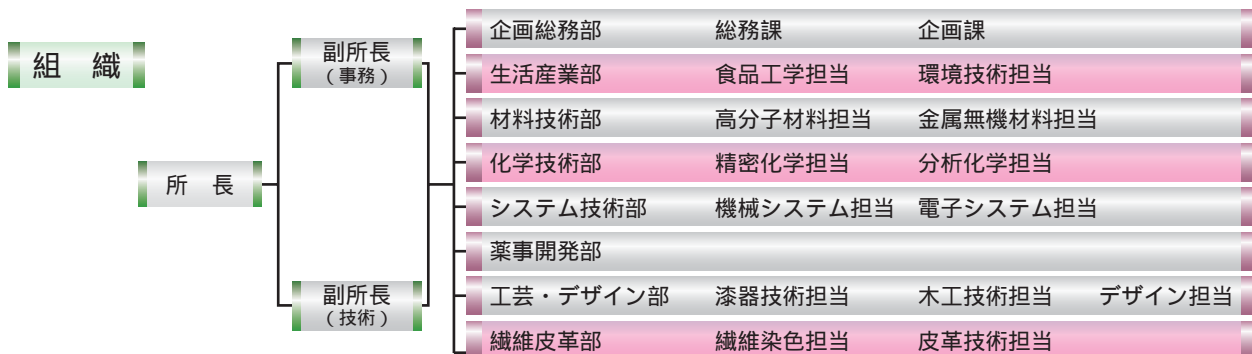 組　織
所　長
副所長
（事務）
副所長
（技術）
企画総務部　総務課　企画課
生活産業部　食品工学担当　環境技術担当
材料技術部　高分子材料担当　金属無機材料担当
化学技術部　精密化学担当　分析化学担当
システム技術部　機械システム担当　電子システム担当
薬事開発部
工芸・デザイン部　漆器技術担当　木工技術担当　デザイン担当
繊維皮革部　繊維染色担当　皮革技術担当